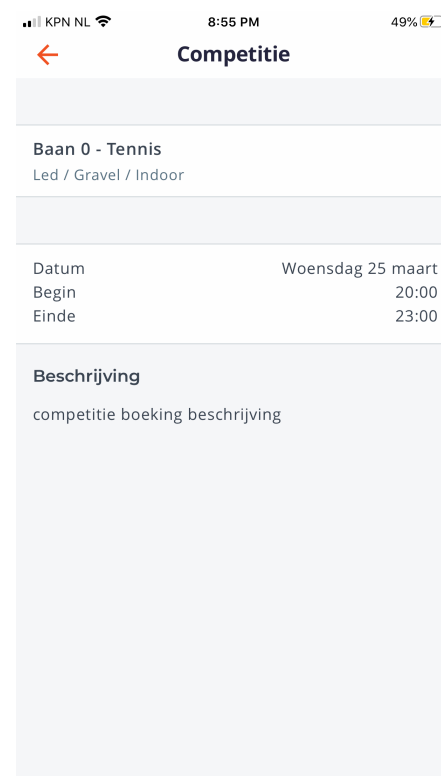 KPN NL 8:55 PM 49%
Competitie
Baan 0 - Tennis
Led / Gravel / Indoor
Datum Woensdag 25 maart
Begin 20:00
Einde 23:00
Beschrijving
competitie boeking beschrijving